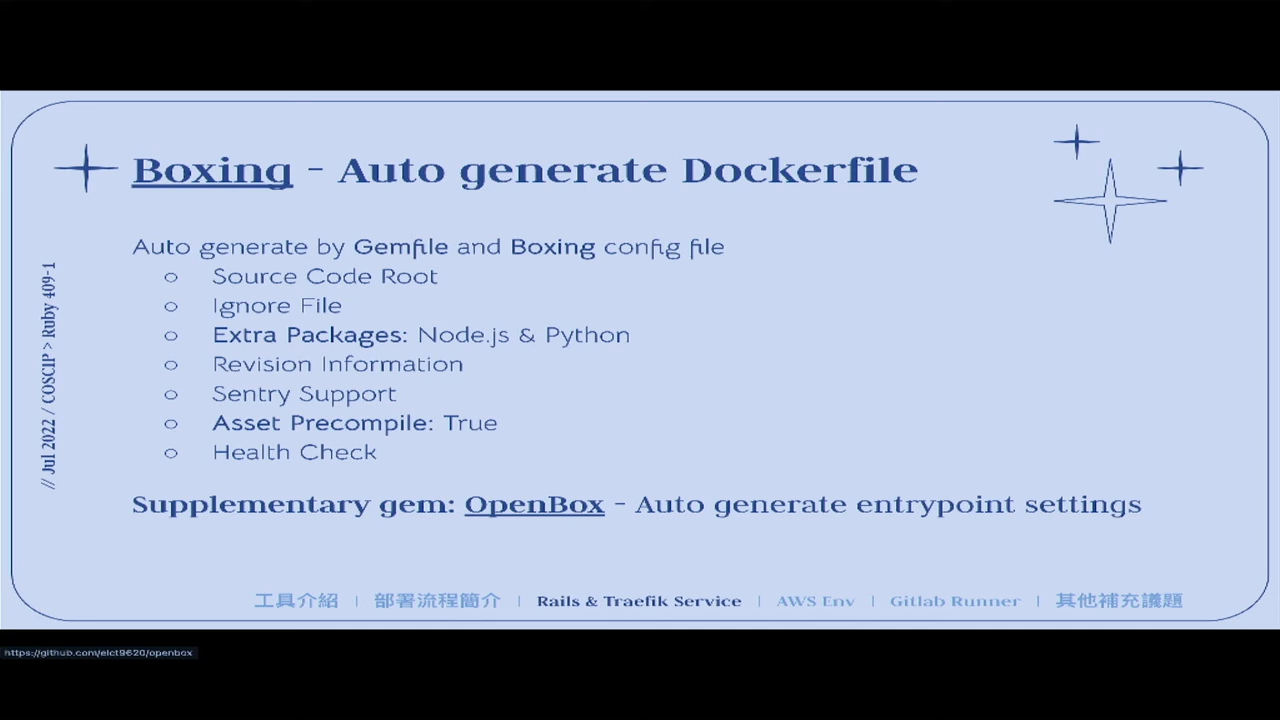 Boxing - Auto generate Dockerfile
Auto generate by Gemfile and Boxing config file
○ Source Code Root
○ Ignore File
○ Extra Packages: Node.js & Python
○ Revision Information
○ Sentry Support
○ Asset Precompile: True
○ Health Check
Supplementary gem: OpenBox - Auto generate entrypoint settings
// Jul 2022 / COSCIP > Ruby 409-1
工具介紹 | 部署流程簡介 | Rails & Traefik Service | AWS Env | Gitlab Runner | 其他補充議題
https://github.com/elct9620/openbox